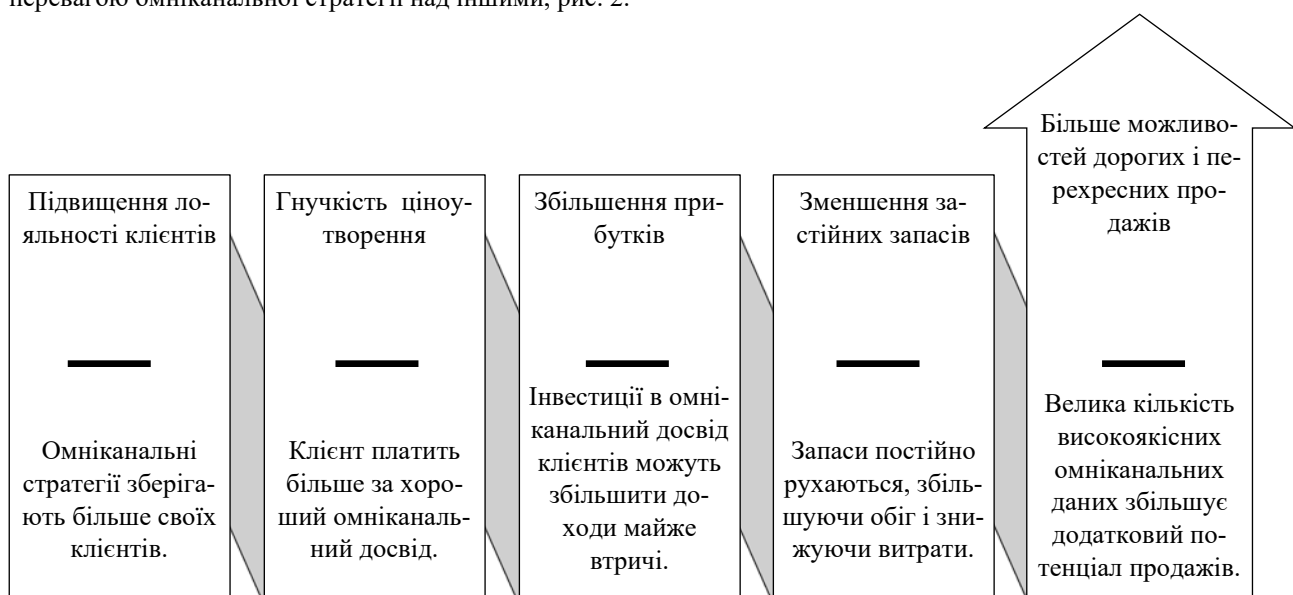 перевагою омніканальної стратегії над іншими, рис. 2.
Підвищення ло-
яльності клієнтів
Омніканальні
стратегії зберіга-
ють більше своїх
клієнтів.
Гнучкість ціноу-
творення
Клієнт платить
більше за хоро-
ший омніканаль-
ний досвід.
Збільшення при-
бутків
Інвестиції в омні-
канальний досвід
клієнтів можуть
збільшити до-
ходи майже
втричі.
Зменшення за-
стійних запасів
Запаси постійно
рухаються, збіль-
шуючи обіг і зни-
жуючи витрати.
Більше можливо-
стей дорогих і пе-
рехресних про-
дажів
Велика кількість
високоякісних
омніканальних
даних збільшує
додатковий по-
тенціал продажів.